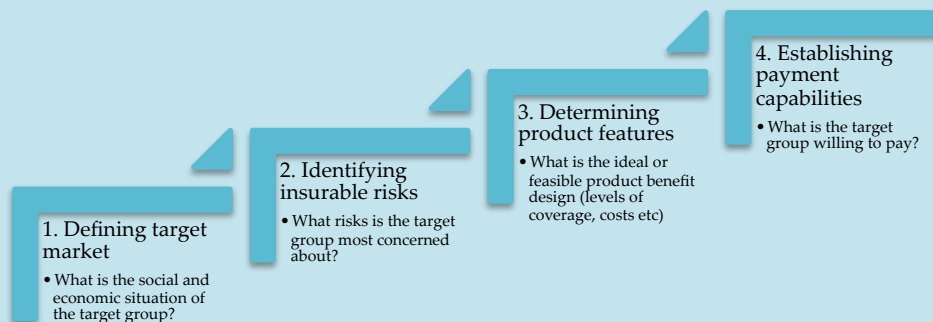 1. Defining target
market
• What is the social and
economic situation of
the target group?
2. Identifying
insurable risks
• What risks is the target
group most concerned
about?
3. Determining
product features
• What is the ideal or
feasible product benefit
design (levels of
coverage, costs etc)
4. Establishing
payment
capabilities
• What is the target
group willing to pay?